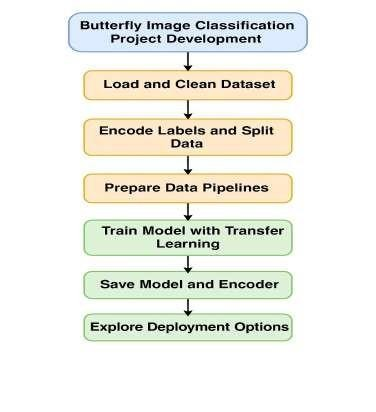 Butterfly Image Classification
Project Development
Load and Clean Dataset
Encode Labels and Split
Data
Prepare Data Pipelines
Train Model with Transfer
Learning
Save Model and Encoder
Explore Deployment Options